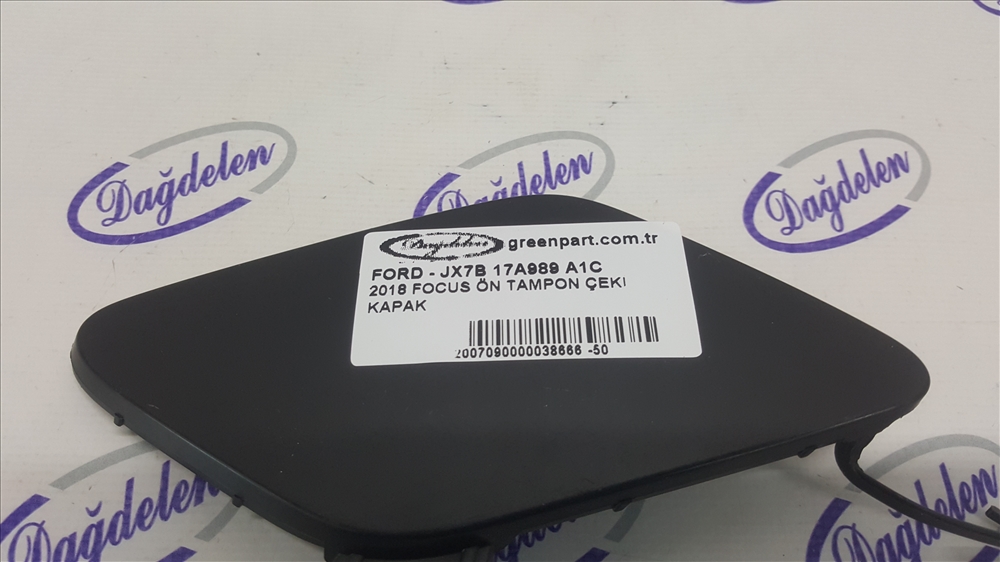 Dağdelen
Dağdelen
Dağdelen
Dağdelen
greenpart.com.tr
FORD - JX7B 17A989 A1C
2018 FOCUS ÖN TAMPON ÇEKİ
KAPAK
2007090000038666 -50
Dağdelen
Dağdelen